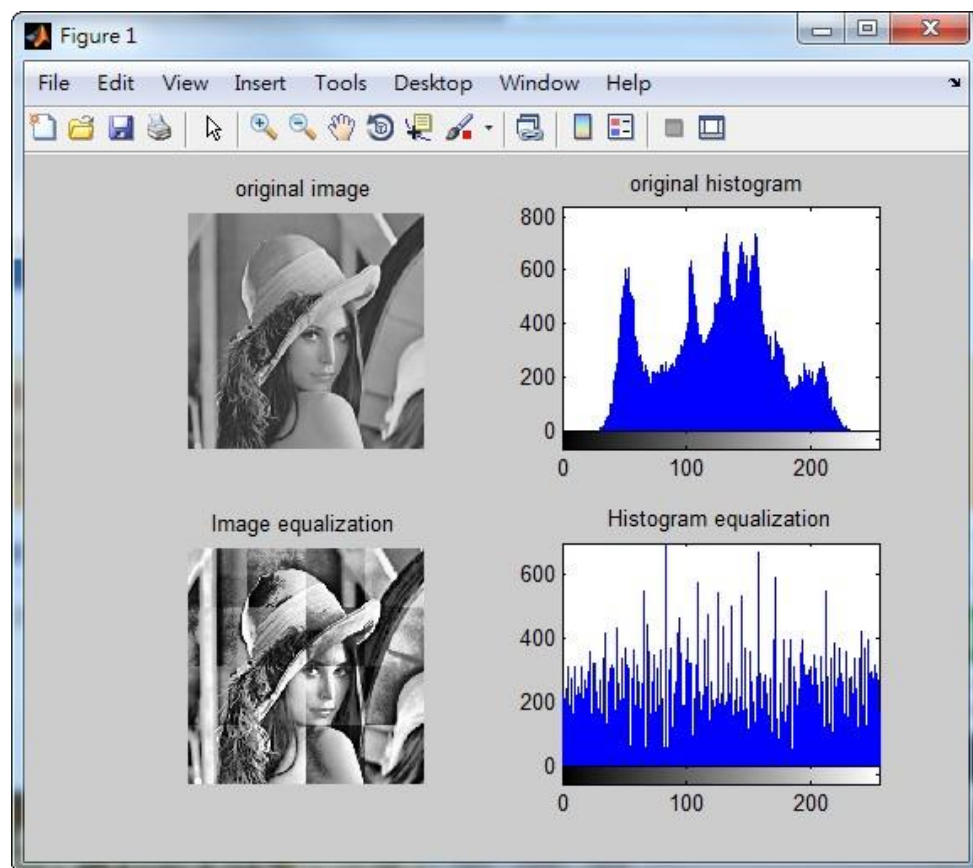 Figure 1
File Edit View Insert Tools Desktop Window Help
original image
original histogram
800
600
400
200
0
0 100 200
Image equalization
Histogram equalization
600
400
200
0
0 100 200